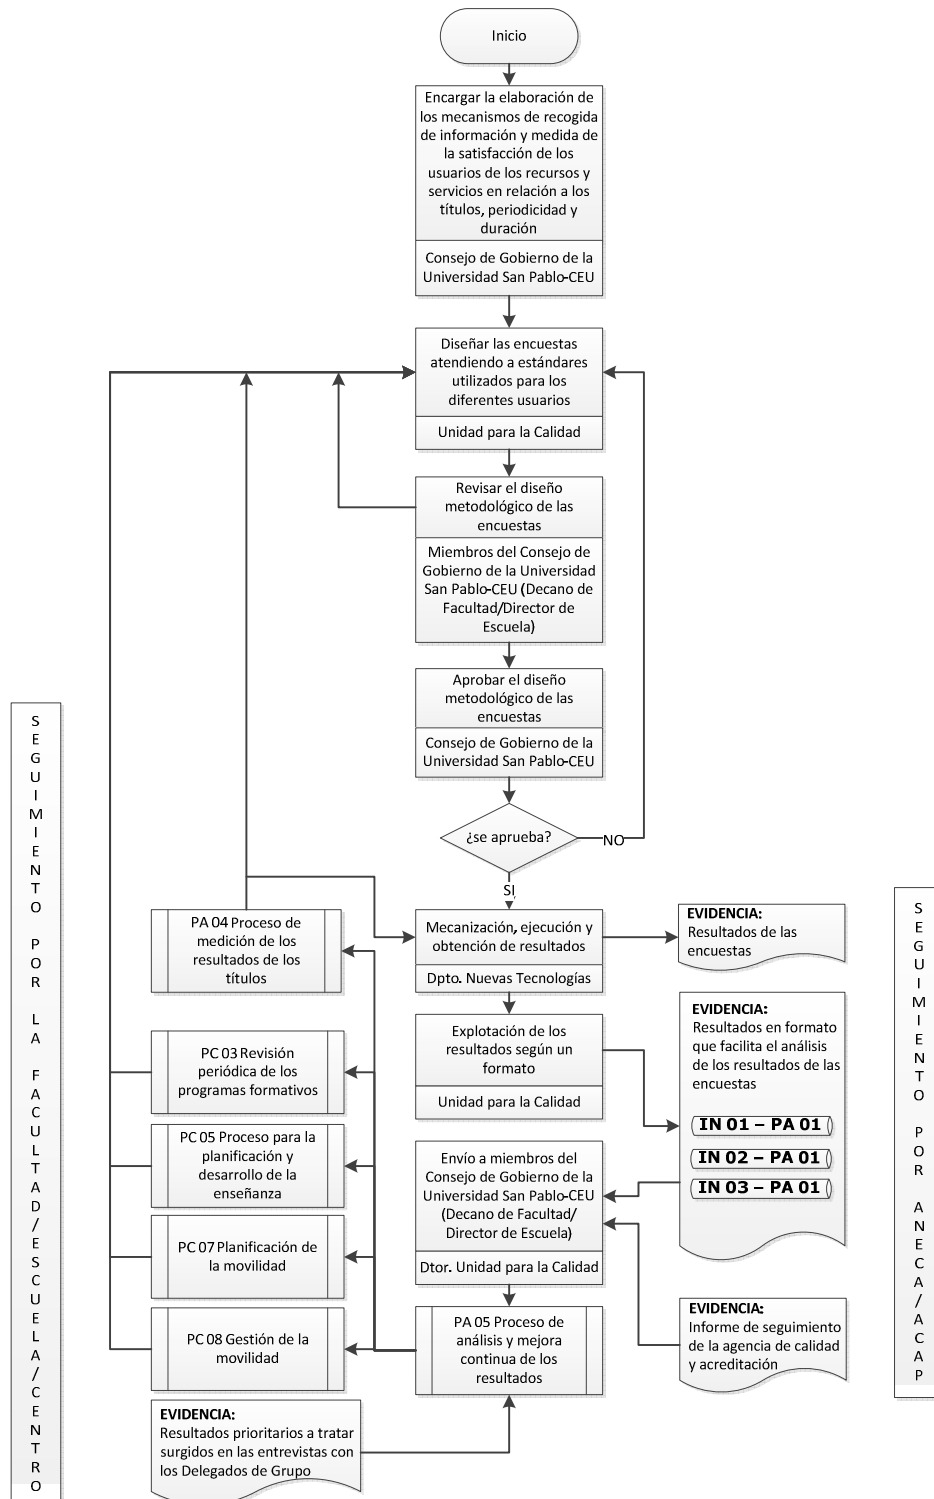 Inicio
Encargar la elaboración de
los mecanismos de recogida
de información y medida de
la satisfacción de los
usuarios de los recursos y
servicios en relación a los
títulos, periodicidad y
duración
Consejo de Gobierno de la
Universidad San Pablo-CEU
Diseñar las encuestas
atendiendo a estándares
utilizados para los
diferentes usuarios
Unidad para la Calidad
Revisar el diseño
metodológico de las
encuestas
Miembros del Consejo de
Gobierno de la Universidad
San Pablo-CEU (Decano de
Facultad/Director de
Escuela)
Aprobar el diseño
metodológico de las
encuestas
Consejo de Gobierno de la
Universidad San Pablo-CEU
¿se aprueba?
NO
SI
Mecanización, ejecución y
obtención de resultados
Dpto. Nuevas Tecnologías
EVIDENCIA:
Resultados de las
encuestas
Explotación de los
resultados según un
formato
Unidad para la Calidad
EVIDENCIA:
Resultados en formato
que facilita el análisis
de los resultados de las
encuestas
IN 01 – PA 01
IN 02 – PA 01
IN 03 – PA 01
Envío a miembros del
Consejo de Gobierno de la
Universidad San Pablo-CEU
(Decano de Facultad/
Director de Escuela)
Dtor. Unidad para la Calidad
EVIDENCIA:
Informe de seguimiento
de la agencia de calidad
y acreditación
PA 05 Proceso de
análisis y mejora
continua de los
resultados
PA 04 Proceso de
medición de los
resultados de los
títulos
PC 03 Revisión
periódica de los
programas formativos
PC 05 Proceso para la
planificación y
desarrollo de la
enseñanza
PC 07 Planificación de
la movilidad
PC 08 Gestión de la
movilidad
EVIDENCIA:
Resultados prioritarios a tratar
surgidos en las entrevistas con
los Delegados de Grupo
SEGUIMIENTO POR LA FACULTAD/ESCUELA/CENTRO
SEGUIMIENTO POR ANECA/ACAP